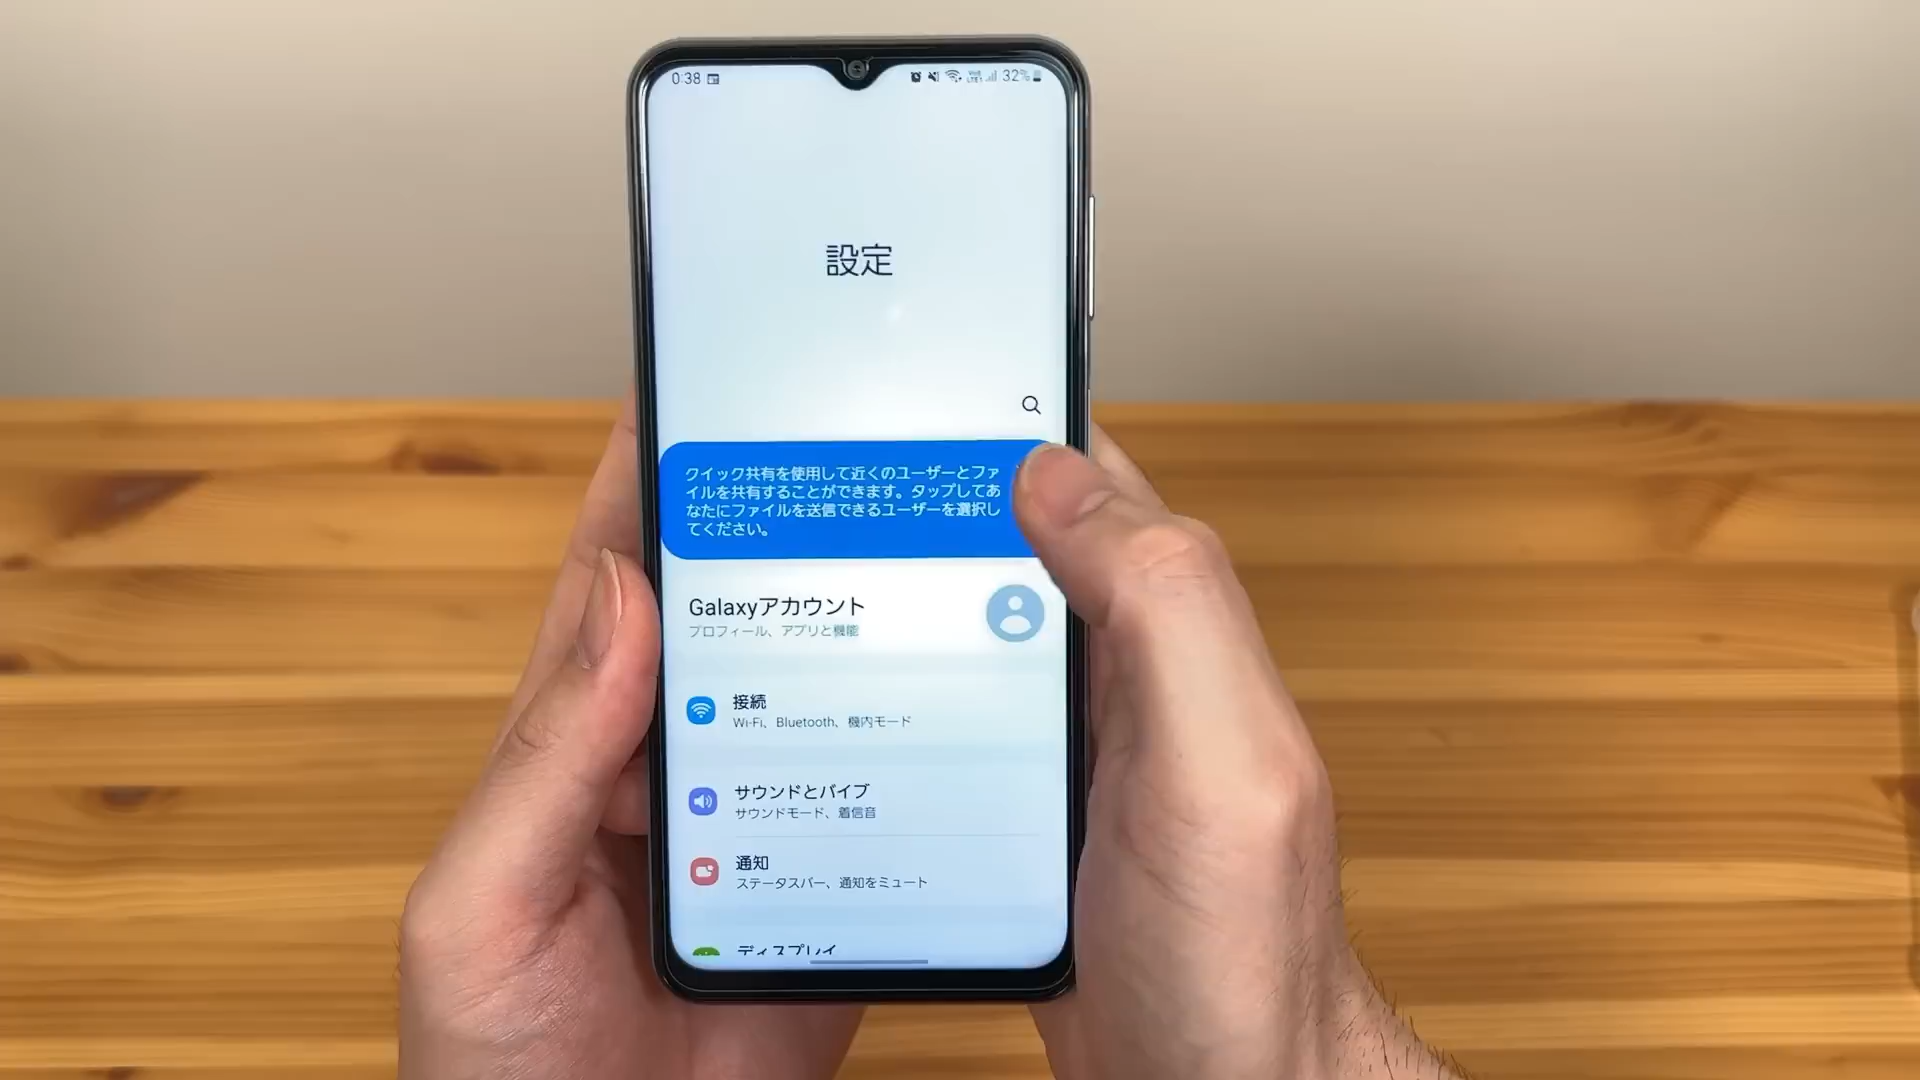 0:38
VoLTE1 32%
設定
クイック共有を使用して近くのユーザーとファ
イルを共有することができます。タップしてあ
なたにファイルを送信できるユーザーを選択し
てください。
Galaxyアカウント
プロフィール、アプリと機能
接続
Wi-Fi、Bluetooth、機内モード
サウンドとバイブ
サウンドモード、着信音
通知
ステータスバー、通知をミュート
ディスプレイ